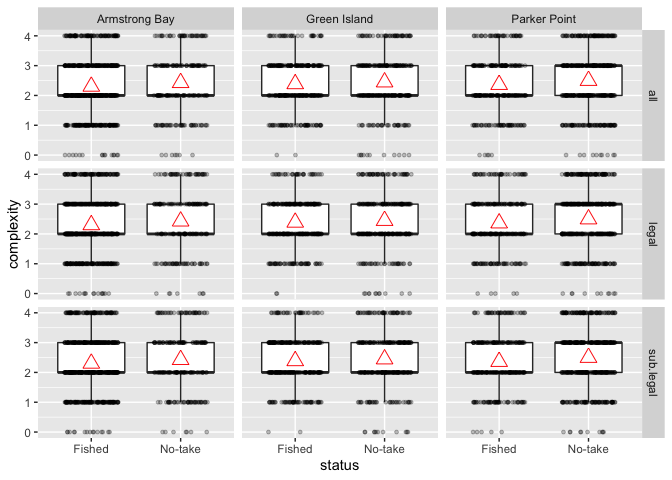 Armstrong Bay Green Island Parker Point
4
3
2
1
0
all
4
3
2
1
0
legal
4
3
2
1
0
sub.legal
complexity
Fished No-take Fished No-take Fished No-take
status